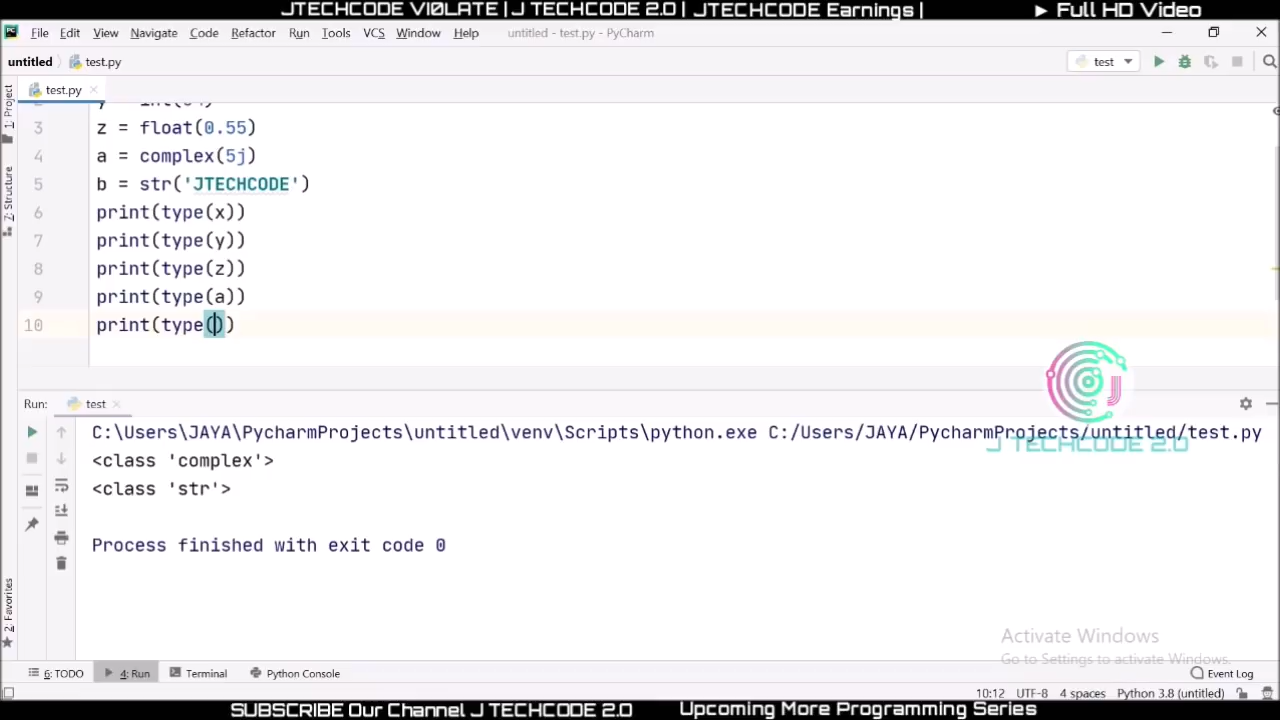 JTECHCODE VI0LATE | J TECHCODE 2.0 | JTECHCODE Earnings |
► Full HD Video
File Edit View Navigate Code Refactor Run Tools VCS Window Help untitled - test.py - PyCharm
untitled test.py test
test.py
1: Project
7: Structure
2: Favorites
3 z = float(0.55)
4 a = complex(5j)
5 b = str('JTECHCODE')
6 print(type(x))
7 print(type(y))
8 print(type(z))
9 print(type(a))
10 print(type())
J TECHCODE 2.0
Run: test
C:\Users\JAYA\PycharmProjects\untitled\venv\Scripts\python.exe C:/Users/JAYA/PycharmProjects/untitled/test.py
<class 'complex'>
<class 'str'>
Process finished with exit code 0
Activate Windows
Go to Settings to activate Windows.
6: TODO 4: Run Terminal Python Console Event Log
10:12 UTF-8 4 spaces Python 3.8 (untitled)
SUBSCRIBE Our Channel J TECHCODE 2.0 Upcoming More Programming Series